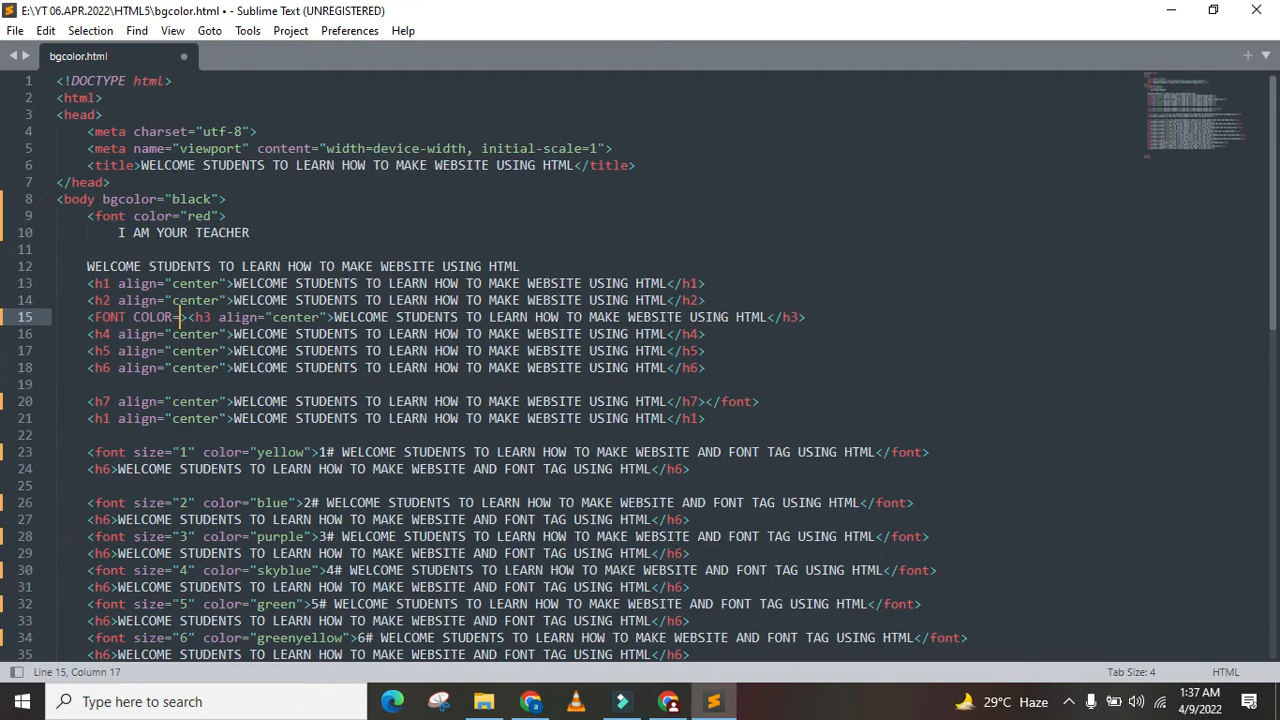 E:\YT 06.APR.2022\HTML5\bgcolor.html • - Sublime Text (UNREGISTERED)
File Edit Selection Find View Goto Tools Project Preferences Help
bgcolor.html
1 <!DOCTYPE html>
2 <html>
3 <head>
4 <meta charset="utf-8">
5 <meta name="viewport" content="width=device-width, initial-scale=1">
6 <title>WELCOME STUDENTS TO LEARN HOW TO MAKE WEBSITE USING HTML</title>
7 </head>
8 <body bgcolor="black">
9 <font color="red">
10 I AM YOUR TEACHER
11
12 WELCOME STUDENTS TO LEARN HOW TO MAKE WEBSITE USING HTML
13 <h1 align="center">WELCOME STUDENTS TO LEARN HOW TO MAKE WEBSITE USING HTML</h1>
14 <h2 align="center">WELCOME STUDENTS TO LEARN HOW TO MAKE WEBSITE USING HTML</h2>
15 <FONT COLOR=><h3 align="center">WELCOME STUDENTS TO LEARN HOW TO MAKE WEBSITE USING HTML</h3>
16 <h4 align="center">WELCOME STUDENTS TO LEARN HOW TO MAKE WEBSITE USING HTML</h4>
17 <h5 align="center">WELCOME STUDENTS TO LEARN HOW TO MAKE WEBSITE USING HTML</h5>
18 <h6 align="center">WELCOME STUDENTS TO LEARN HOW TO MAKE WEBSITE USING HTML</h6>
19
20 <h7 align="center">WELCOME STUDENTS TO LEARN HOW TO MAKE WEBSITE USING HTML</h7></font>
21 <h1 align="center">WELCOME STUDENTS TO LEARN HOW TO MAKE WEBSITE USING HTML</h1>
22
23 <font size="1" color="yellow">1# WELCOME STUDENTS TO LEARN HOW TO MAKE WEBSITE AND FONT TAG USING HTML</font>
24 <h6>WELCOME STUDENTS TO LEARN HOW TO MAKE WEBSITE AND FONT TAG USING HTML</h6>
25
26 <font size="2" color="blue">2# WELCOME STUDENTS TO LEARN HOW TO MAKE WEBSITE AND FONT TAG USING HTML</font>
27 <h6>WELCOME STUDENTS TO LEARN HOW TO MAKE WEBSITE AND FONT TAG USING HTML</h6>
28 <font size="3" color="purple">3# WELCOME STUDENTS TO LEARN HOW TO MAKE WEBSITE AND FONT TAG USING HTML</font>
29 <h6>WELCOME STUDENTS TO LEARN HOW TO MAKE WEBSITE AND FONT TAG USING HTML</h6>
30 <font size="4" color="skyblue">4# WELCOME STUDENTS TO LEARN HOW TO MAKE WEBSITE AND FONT TAG USING HTML</font>
31 <h6>WELCOME STUDENTS TO LEARN HOW TO MAKE WEBSITE AND FONT TAG USING HTML</h6>
32 <font size="5" color="green">5# WELCOME STUDENTS TO LEARN HOW TO MAKE WEBSITE AND FONT TAG USING HTML</font>
33 <h6>WELCOME STUDENTS TO LEARN HOW TO MAKE WEBSITE AND FONT TAG USING HTML</h6>
34 <font size="6" color="greenyellow">6# WELCOME STUDENTS TO LEARN HOW TO MAKE WEBSITE AND FONT TAG USING HTML</font>
35 <h6>WELCOME STUDENTS TO LEARN HOW TO MAKE WEBSITE AND FONT TAG USING HTML</h6>
Line 15, Column 17 Tab Size: 4 HTML
Type here to search 29°C Haze 1:37 AM
4/9/2022